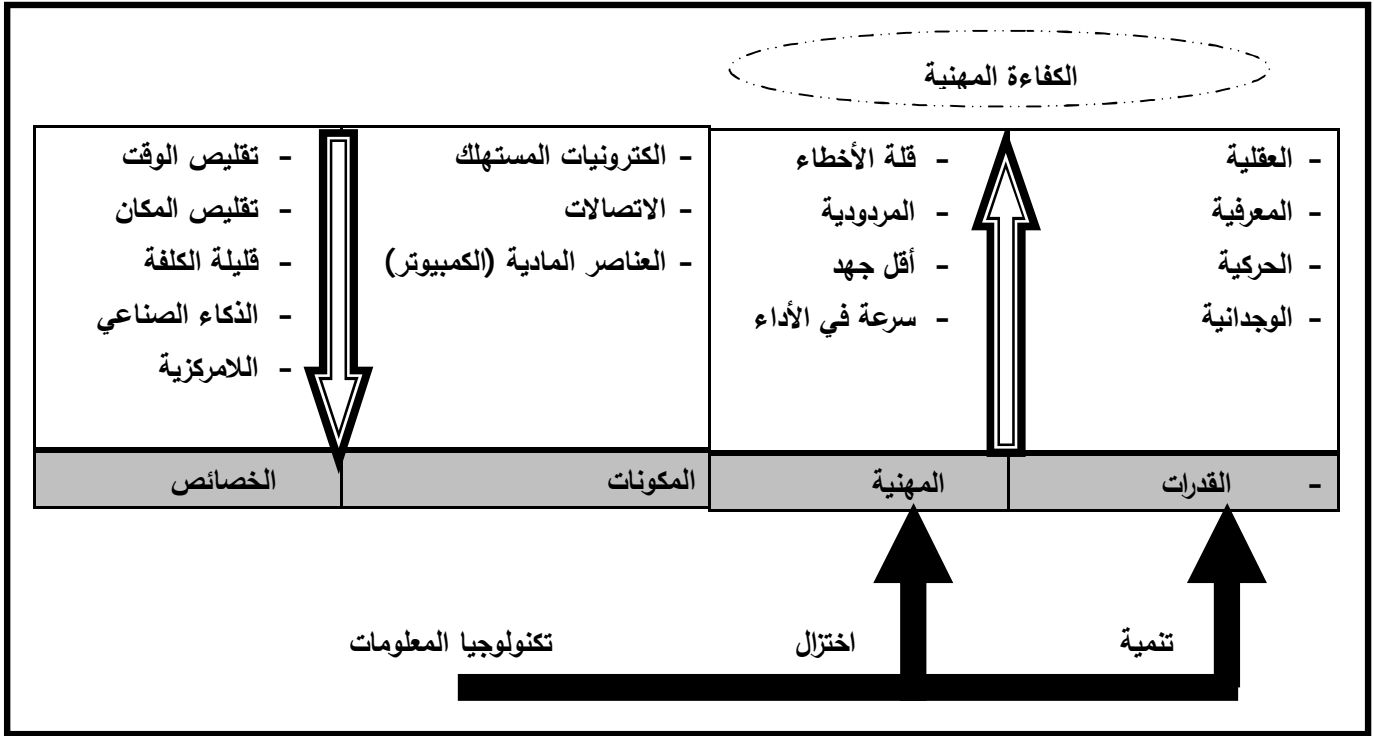 الكفاءة المهنية
- العقلية
- المعرفية
- الحركية
- الوجدانية
- قلة الأخطاء
- المردودية
- أقل جهد
- سرعة في الأداء
- الكترونيات المستهلك
- الاتصالات
- العناصر المادية (الكمبيوتر)
- تقليص الوقت
- تقليص المكان
- قليلة الكلفة
- الذكاء الصناعي
- اللامركزية
- القدرات
المهنية
المكونات
الخصائص
تنمية
اختزال
تكنولوجيا المعلومات